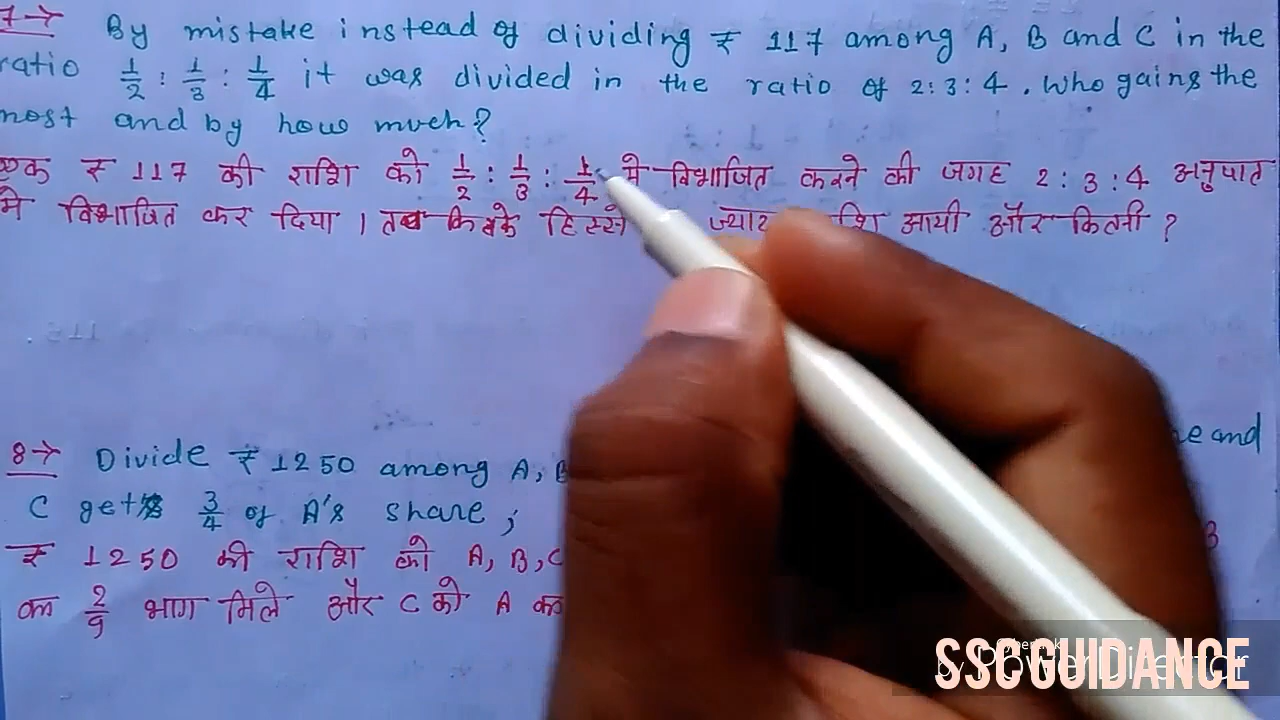 7→ By mistake instead of dividing ₹ 117 among A, B and C in the
ratio 1/2 : 1/3 : 1/4 it was divided in the ratio of 2:3:4. Who gains the
most and by how much?
एक ₹ 117 की राशि को 1/2 : 1/3 : 1/4 मे विभाजित करने की जगह 2:3:4 अनुपात
मे विभाजित कर दिया। तब किसके हिस्से आयी और कितनी ?
8→ Divide ₹ 1250 among A, B and
C gets 3/4 of A's share;
₹ 1250 की राशि को A, B, C B
का 2/9 भाग मिले और C को A का
SSCGUIDANCE